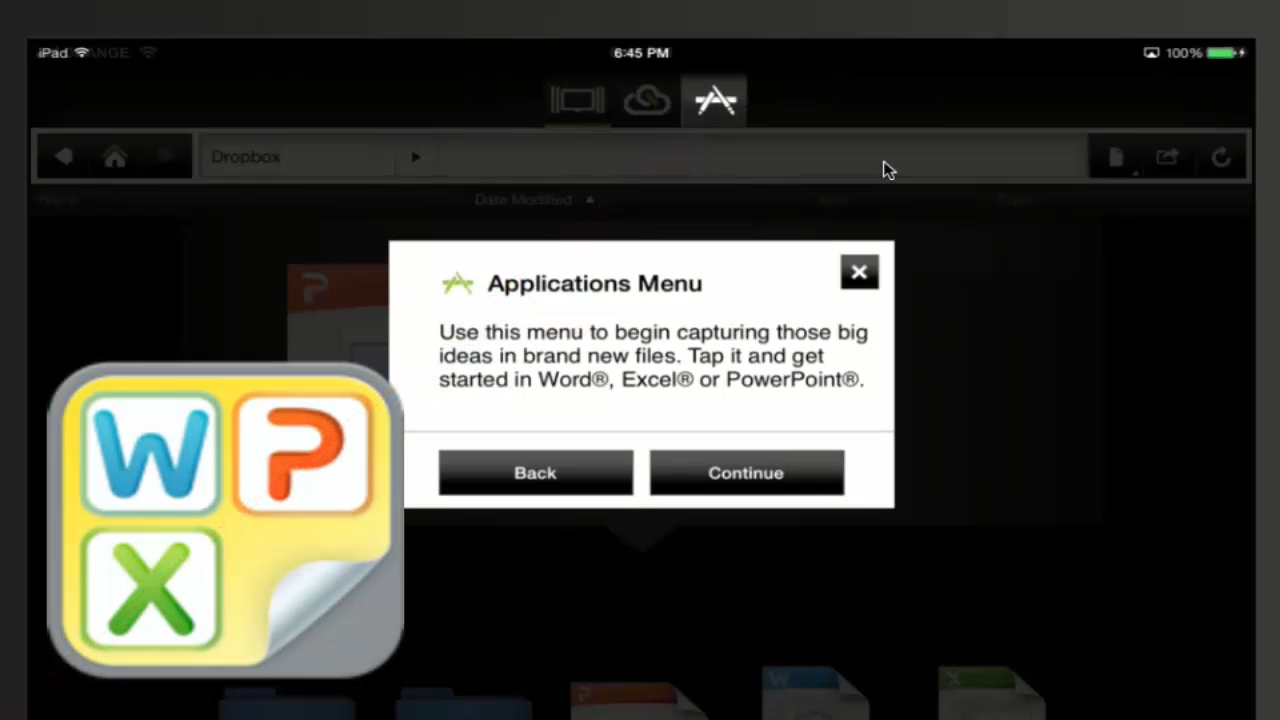 iPad
6:45 PM
100%
Dropbox
Date Modified
Applications Menu
Use this menu to begin capturing those big
ideas in brand new files. Tap it and get
started in Word®, Excel® or PowerPoint®.
Back
Continue
W P
X
P
P W X